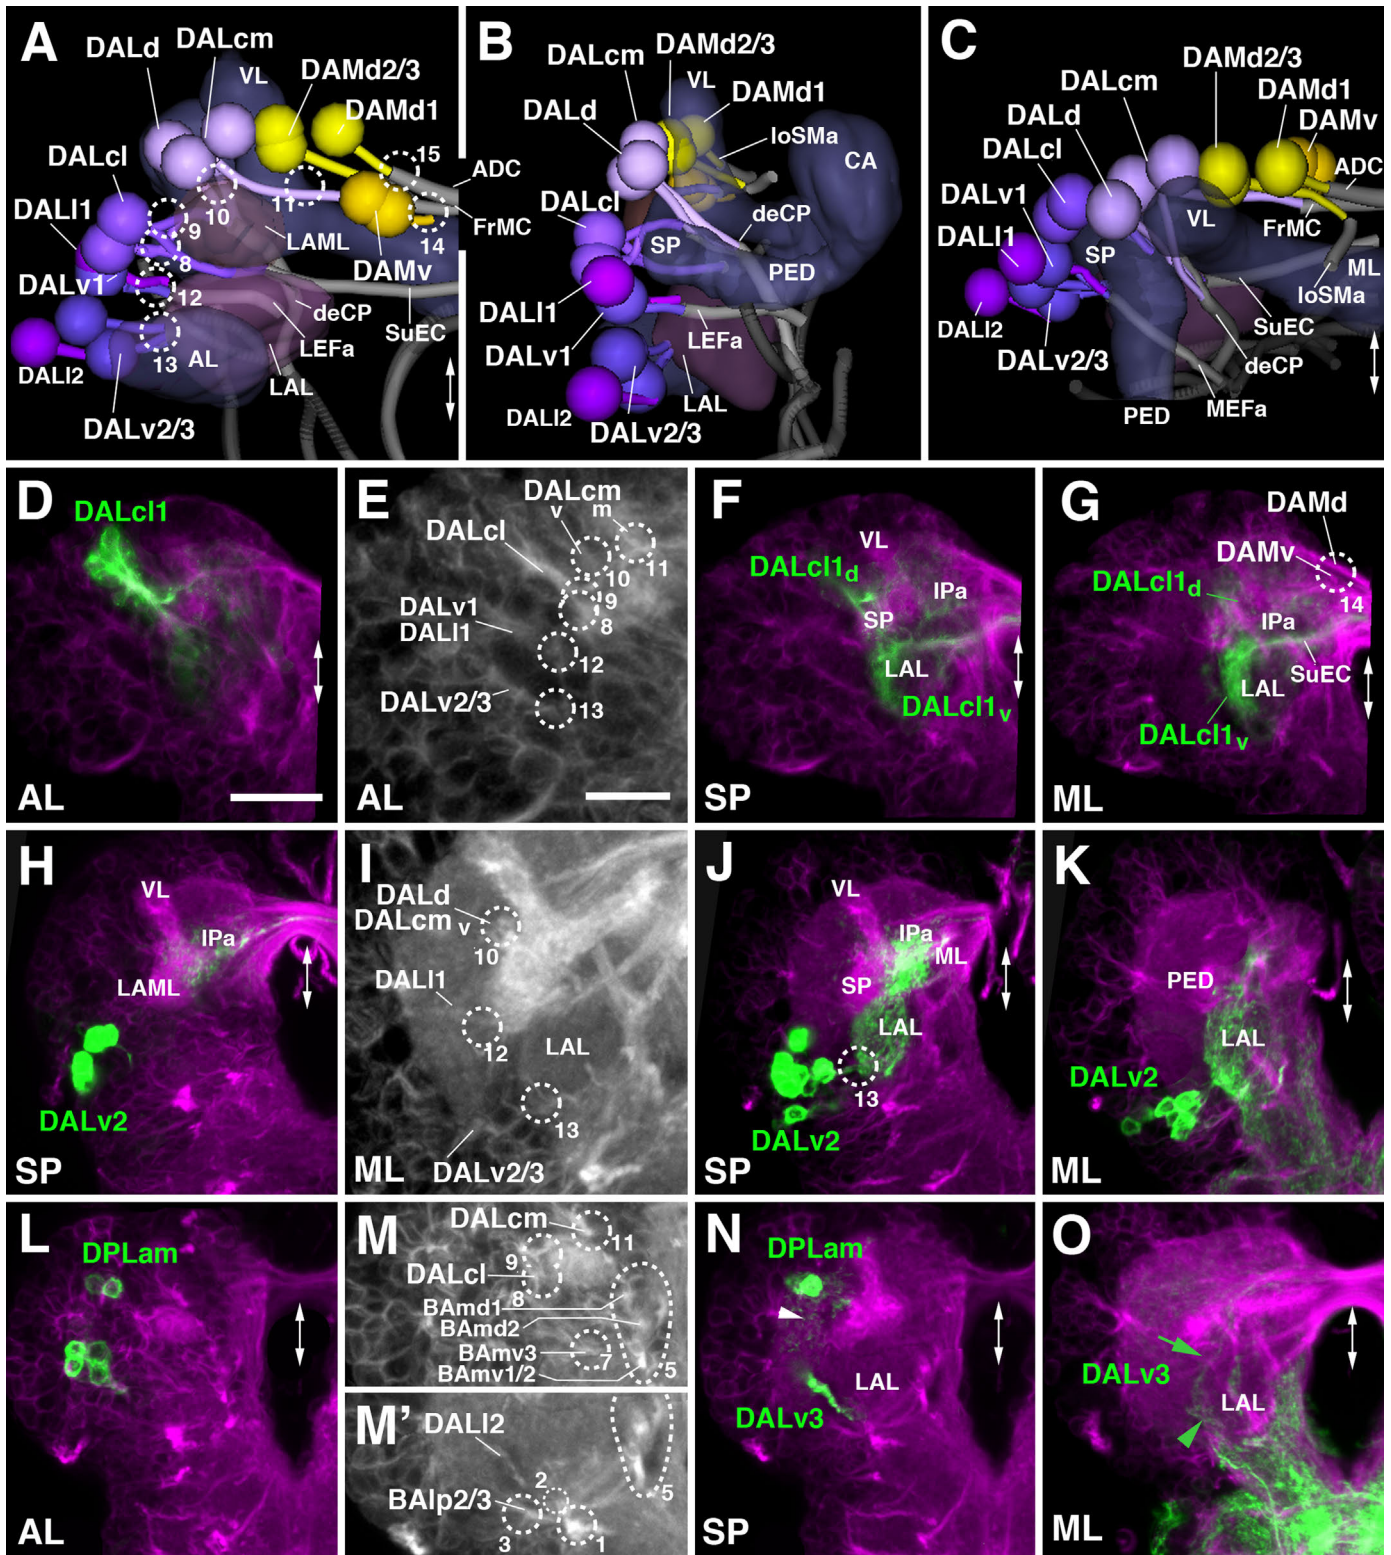 A
DALd
DALcm
VL
DAMd2/3
DAMd1
DALcl
15
ADC
10
11
DALl1
9
LAML
FrMC
8
14
DALv1
12
DAMv
deCP
SuEC
13
AL
LEFa
DALl2
LAL
DALv2/3
B
DAMd2/3
DALcm
VL
DAMd1
DALd
loSMa
CA
DALcl
deCP
SP
PED
DALl1
LEFa
DALv1
LAL
DALl2
DALv2/3
C
DAMd2/3
DALcm
DAMd1
DALd
DAMv
DALcl
ADC
DALv1
VL
DALl1
SP
FrMC
ML
loSMa
DALl2
SuEC
DALv2/3
deCP
MEFa
PED
D
DALcl1
AL
E
DALcm
v m
DALcl
10
11
9
DALv1
8
DALl1
12
DALv2/3
13
AL
F
VL
DALcl1d
IPa
SP
LAL
DALcl1v
SP
G
DAMd
DAMv
DALcl1d
14
IPa
SuEC
LAL
DALcl1v
ML
H
VL
IPa
LAML
DALv2
SP
I
DALd
DALcm v
10
DALl1
12
LAL
13
DALv2/3
ML
J
VL
IPa
ML
SP
LAL
13
DALv2
SP
K
PED
LAL
DALv2
ML
L
DPLam
AL
M
DALcm
11
9
DALcl
8
BAmd1
BAmd2
BAmv3
7
BAmv1/2
5
M'
DALl2
5
2
BAlp2/3
3
1
N
DPLam
LAL
DALv3
SP
O
DALv3
LAL
ML